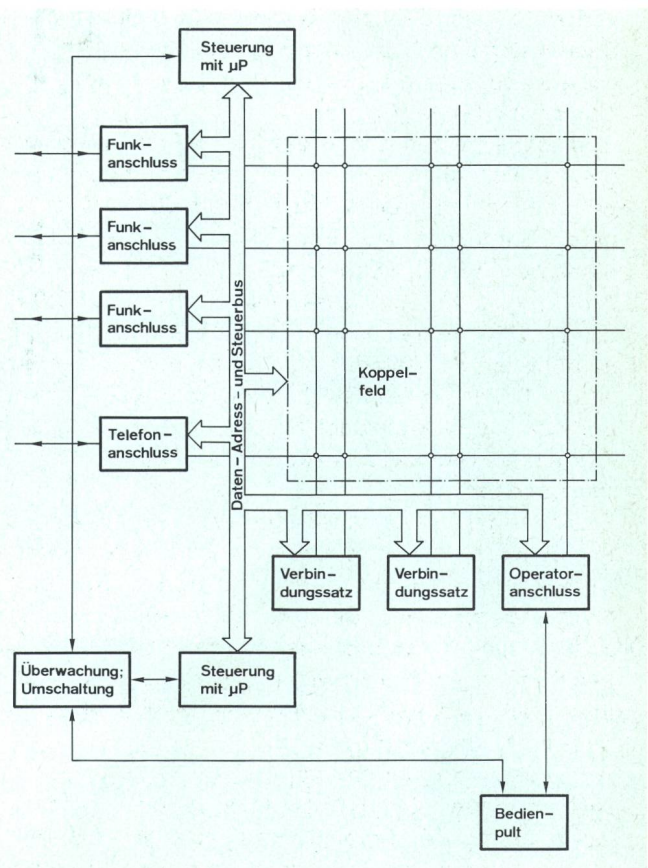 Steuerung
mit µP
Funk-
anschluss
Funk-
anschluss
Funk-
anschluss
Daten- Adress- und Steuerbus
Koppel-
feld
Telefon-
anschluss
Verbin-
dungssatz
Verbin-
dungssatz
Operator-
anschluss
Überwachung;
Umschaltung
Steuerung
mit µP
Bedien-
pult